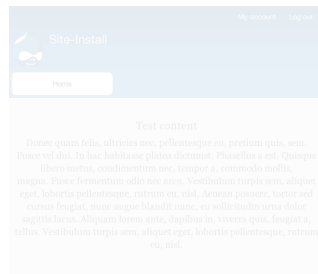 My account Log out
Site-Install
Home
Test content
Donec quam felis, ultricies nec, pellentesque eu, pretium quis, sem.
Fusce vel dui. In hac habitasse platea dictumst. Phasellus a est. Quisque
libero metus, condimentum nec, tempor a, commodo mollis,
magna. Fusce fermentum odio nec arcu. Vestibulum turpis sem, aliquet
eget, lobortis pellentesque, rutrum eu, nisl. Aenean posuere, tortor sed
cursus feugiat, nunc augue blandit nunc, eu sollicitudin urna dolor
sagittis lacus. Aliquam lorem ante, dapibus in, viverra quis, feugiat a,
tellus. Vestibulum turpis sem, aliquet eget, lobortis pellentesque, rutrum
eu, nisl.